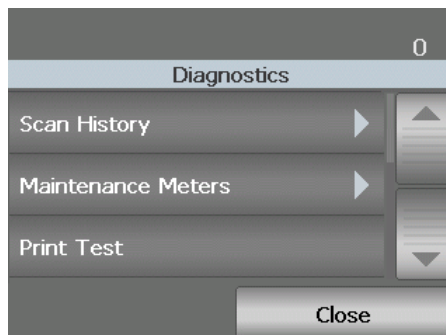 0
Diagnostics
Scan History
Maintenance Meters
Print Test
Close